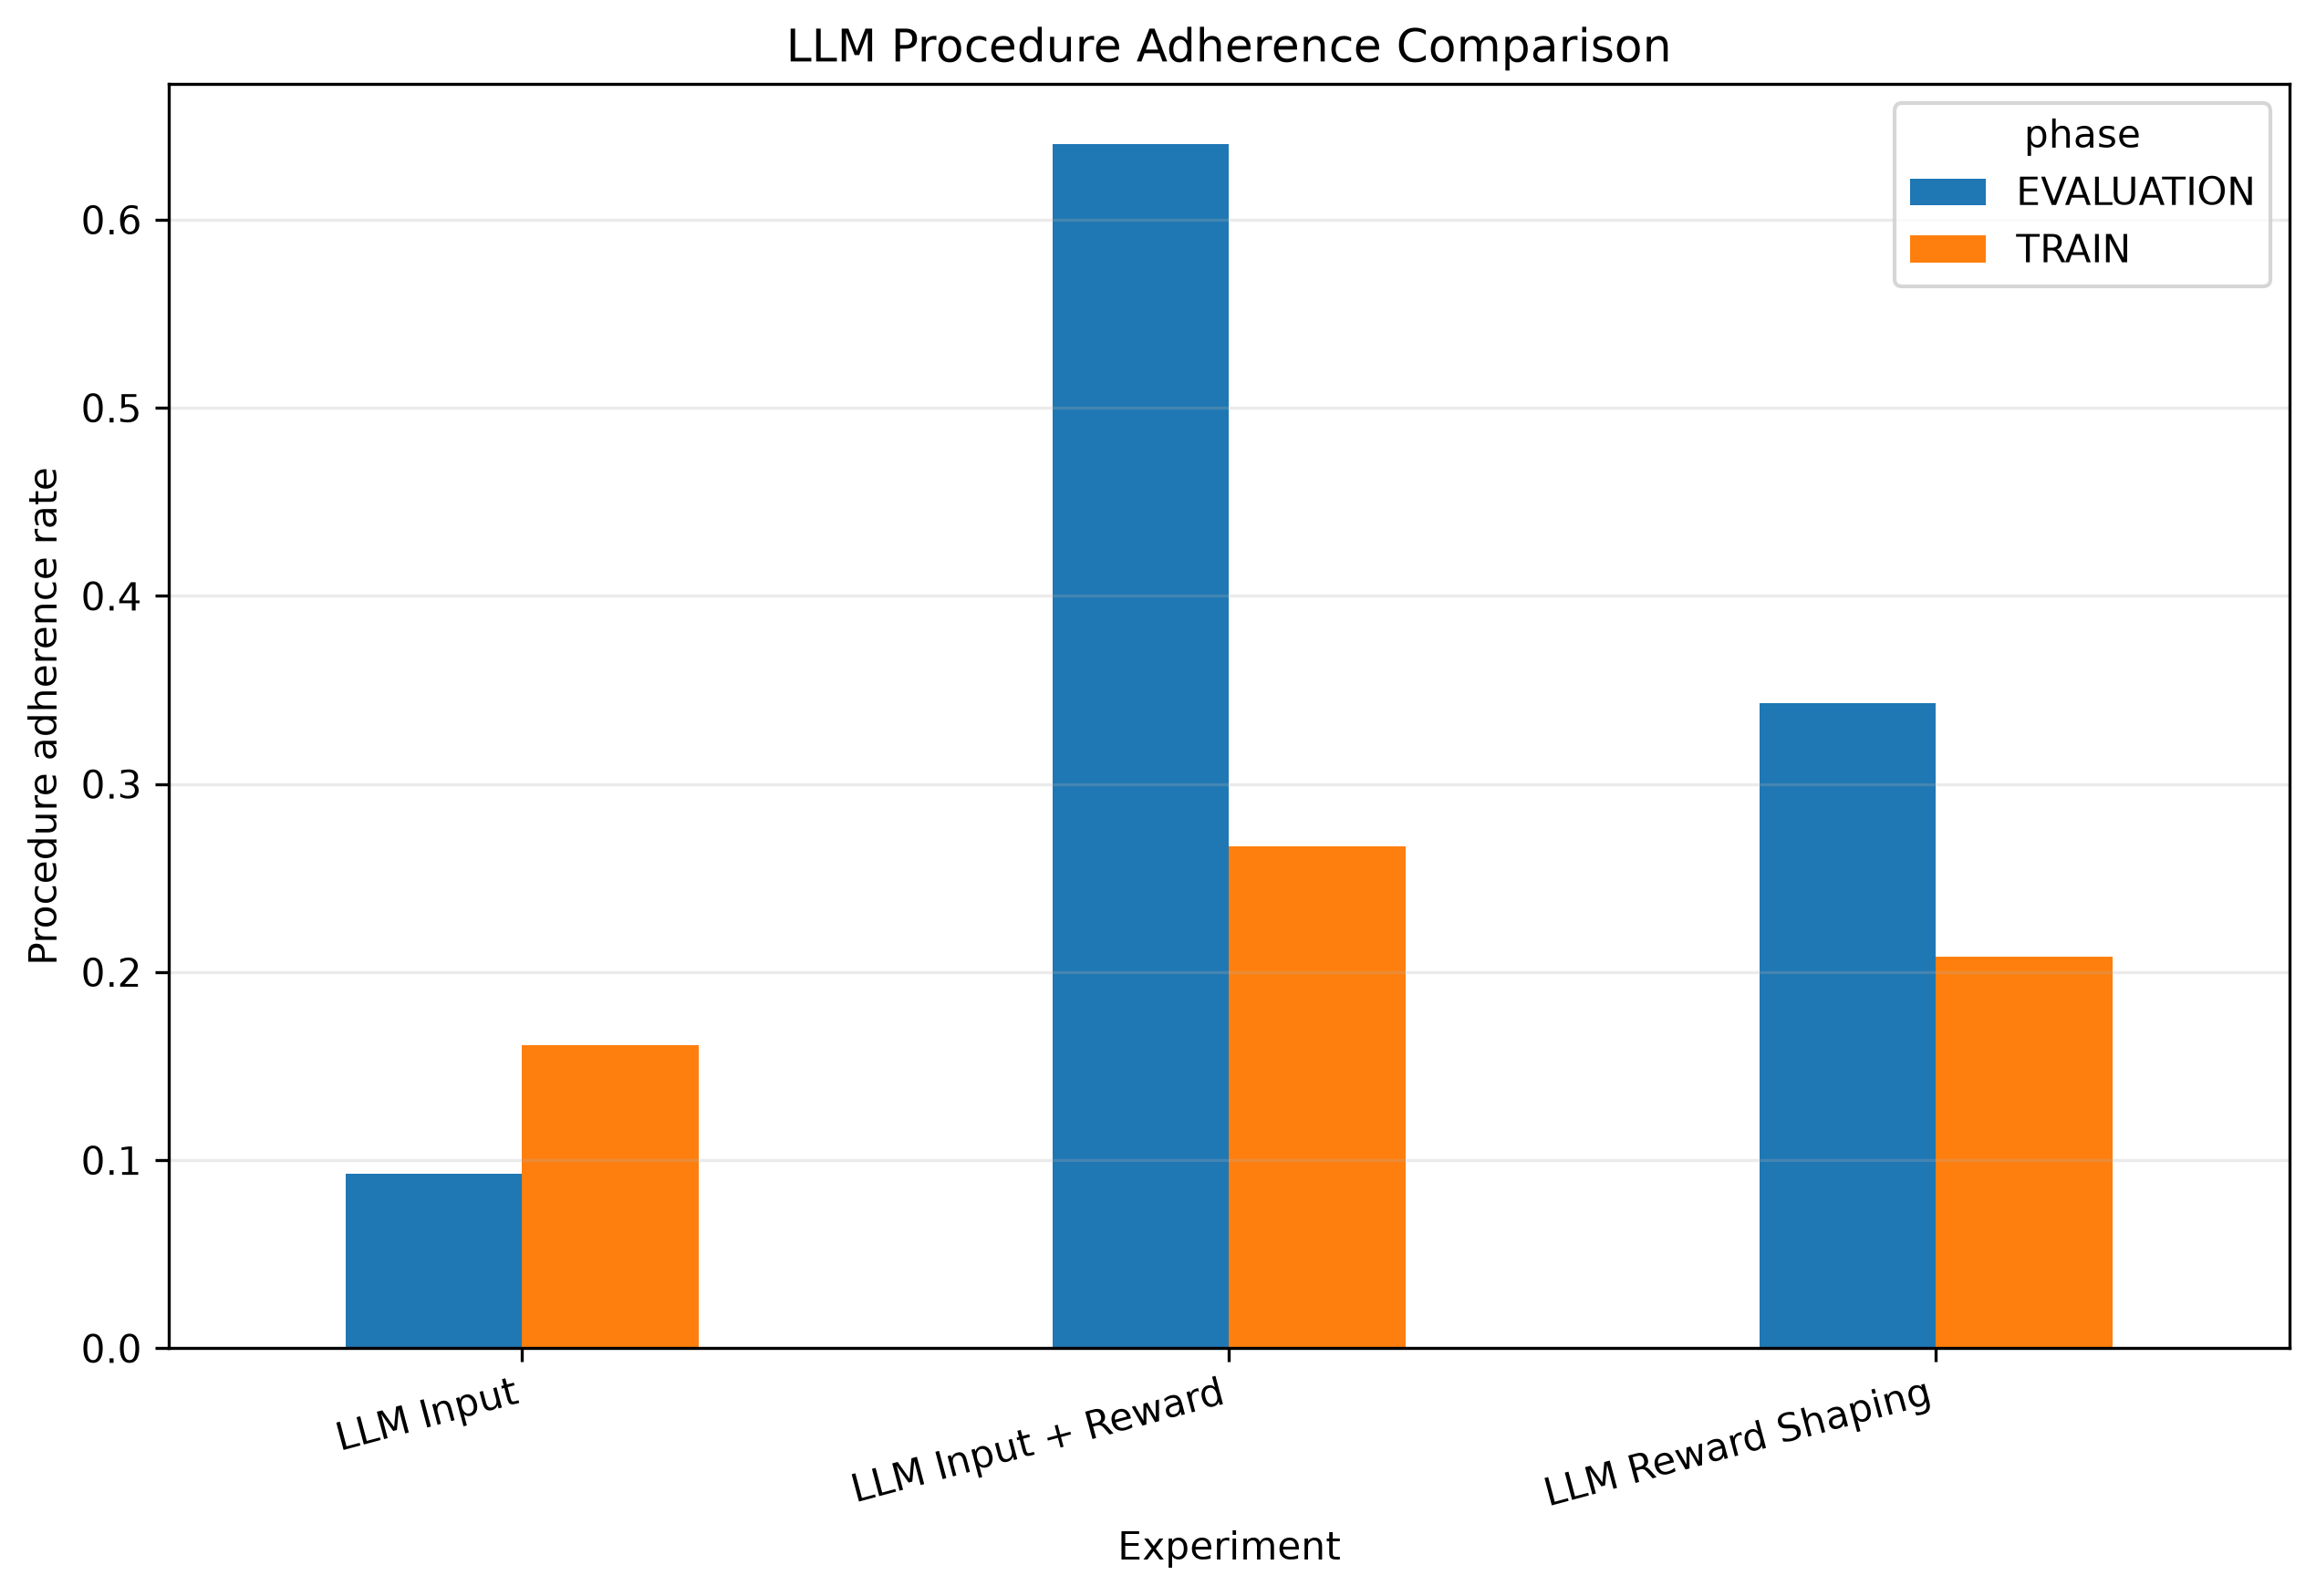 LLM Procedure Adherence Comparison
phase
EVALUATION
TRAIN
Procedure adherence rate
0.6
0.5
0.4
0.3
0.2
0.1
0.0
LLM Input
LLM Input + Reward
LLM Reward Shaping
Experiment